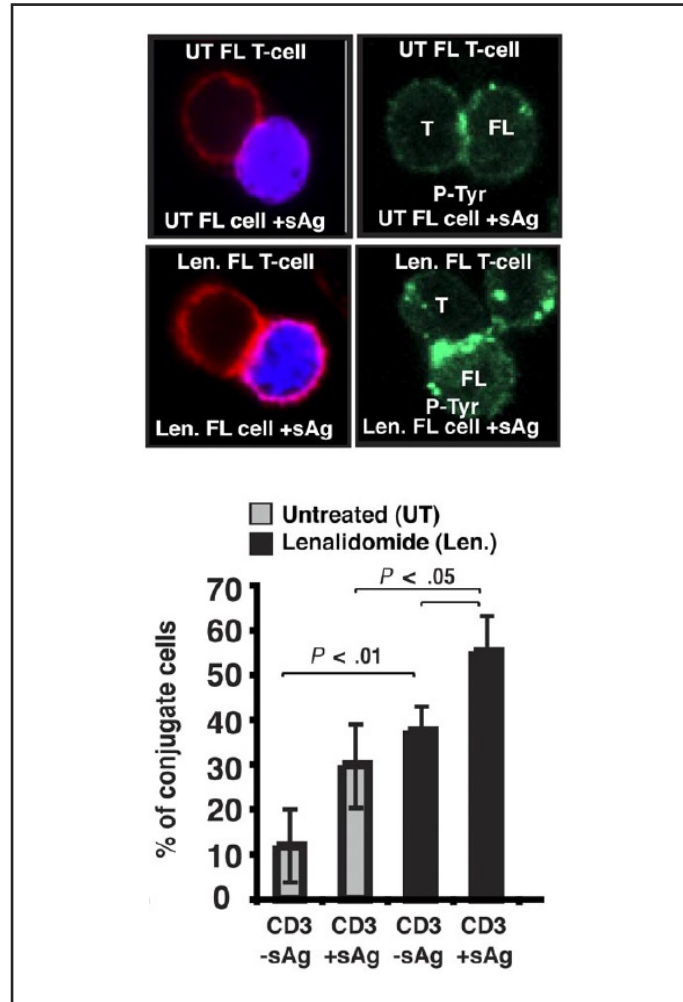 UT FL T-cell
UT FL cell +sAg
UT FL T-cell
T
FL
P-Tyr
UT FL cell +sAg
Len. FL T-cell
Len. FL cell +sAg
Len. FL T-cell
T
FL
P-Tyr
Len. FL cell +sAg
Untreated (UT)
Lenalidomide (Len.)
% of conjugate cells
70
60
50
40
30
20
10
0
P < .05
P < .01
CD3 CD3 CD3 CD3
-sAg +sAg -sAg +sAg